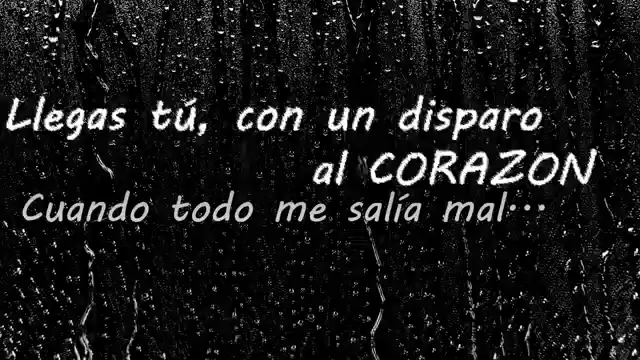 Llegas tú, con un disparo
al CORAZON
Cuando todo me salía mal...